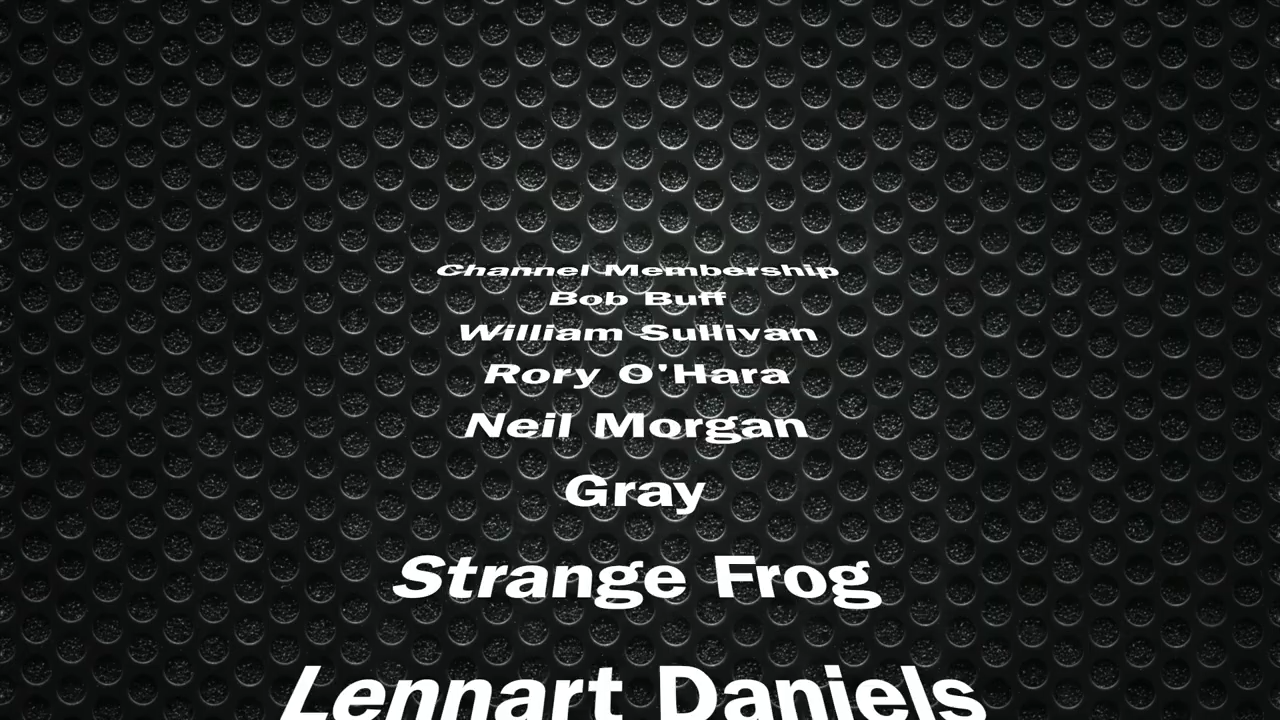 Channel Membership
Bob Buff
William Sullivan
Rory O'Hara
Neil Morgan
Gray
Strange Frog
Lennart Daniels